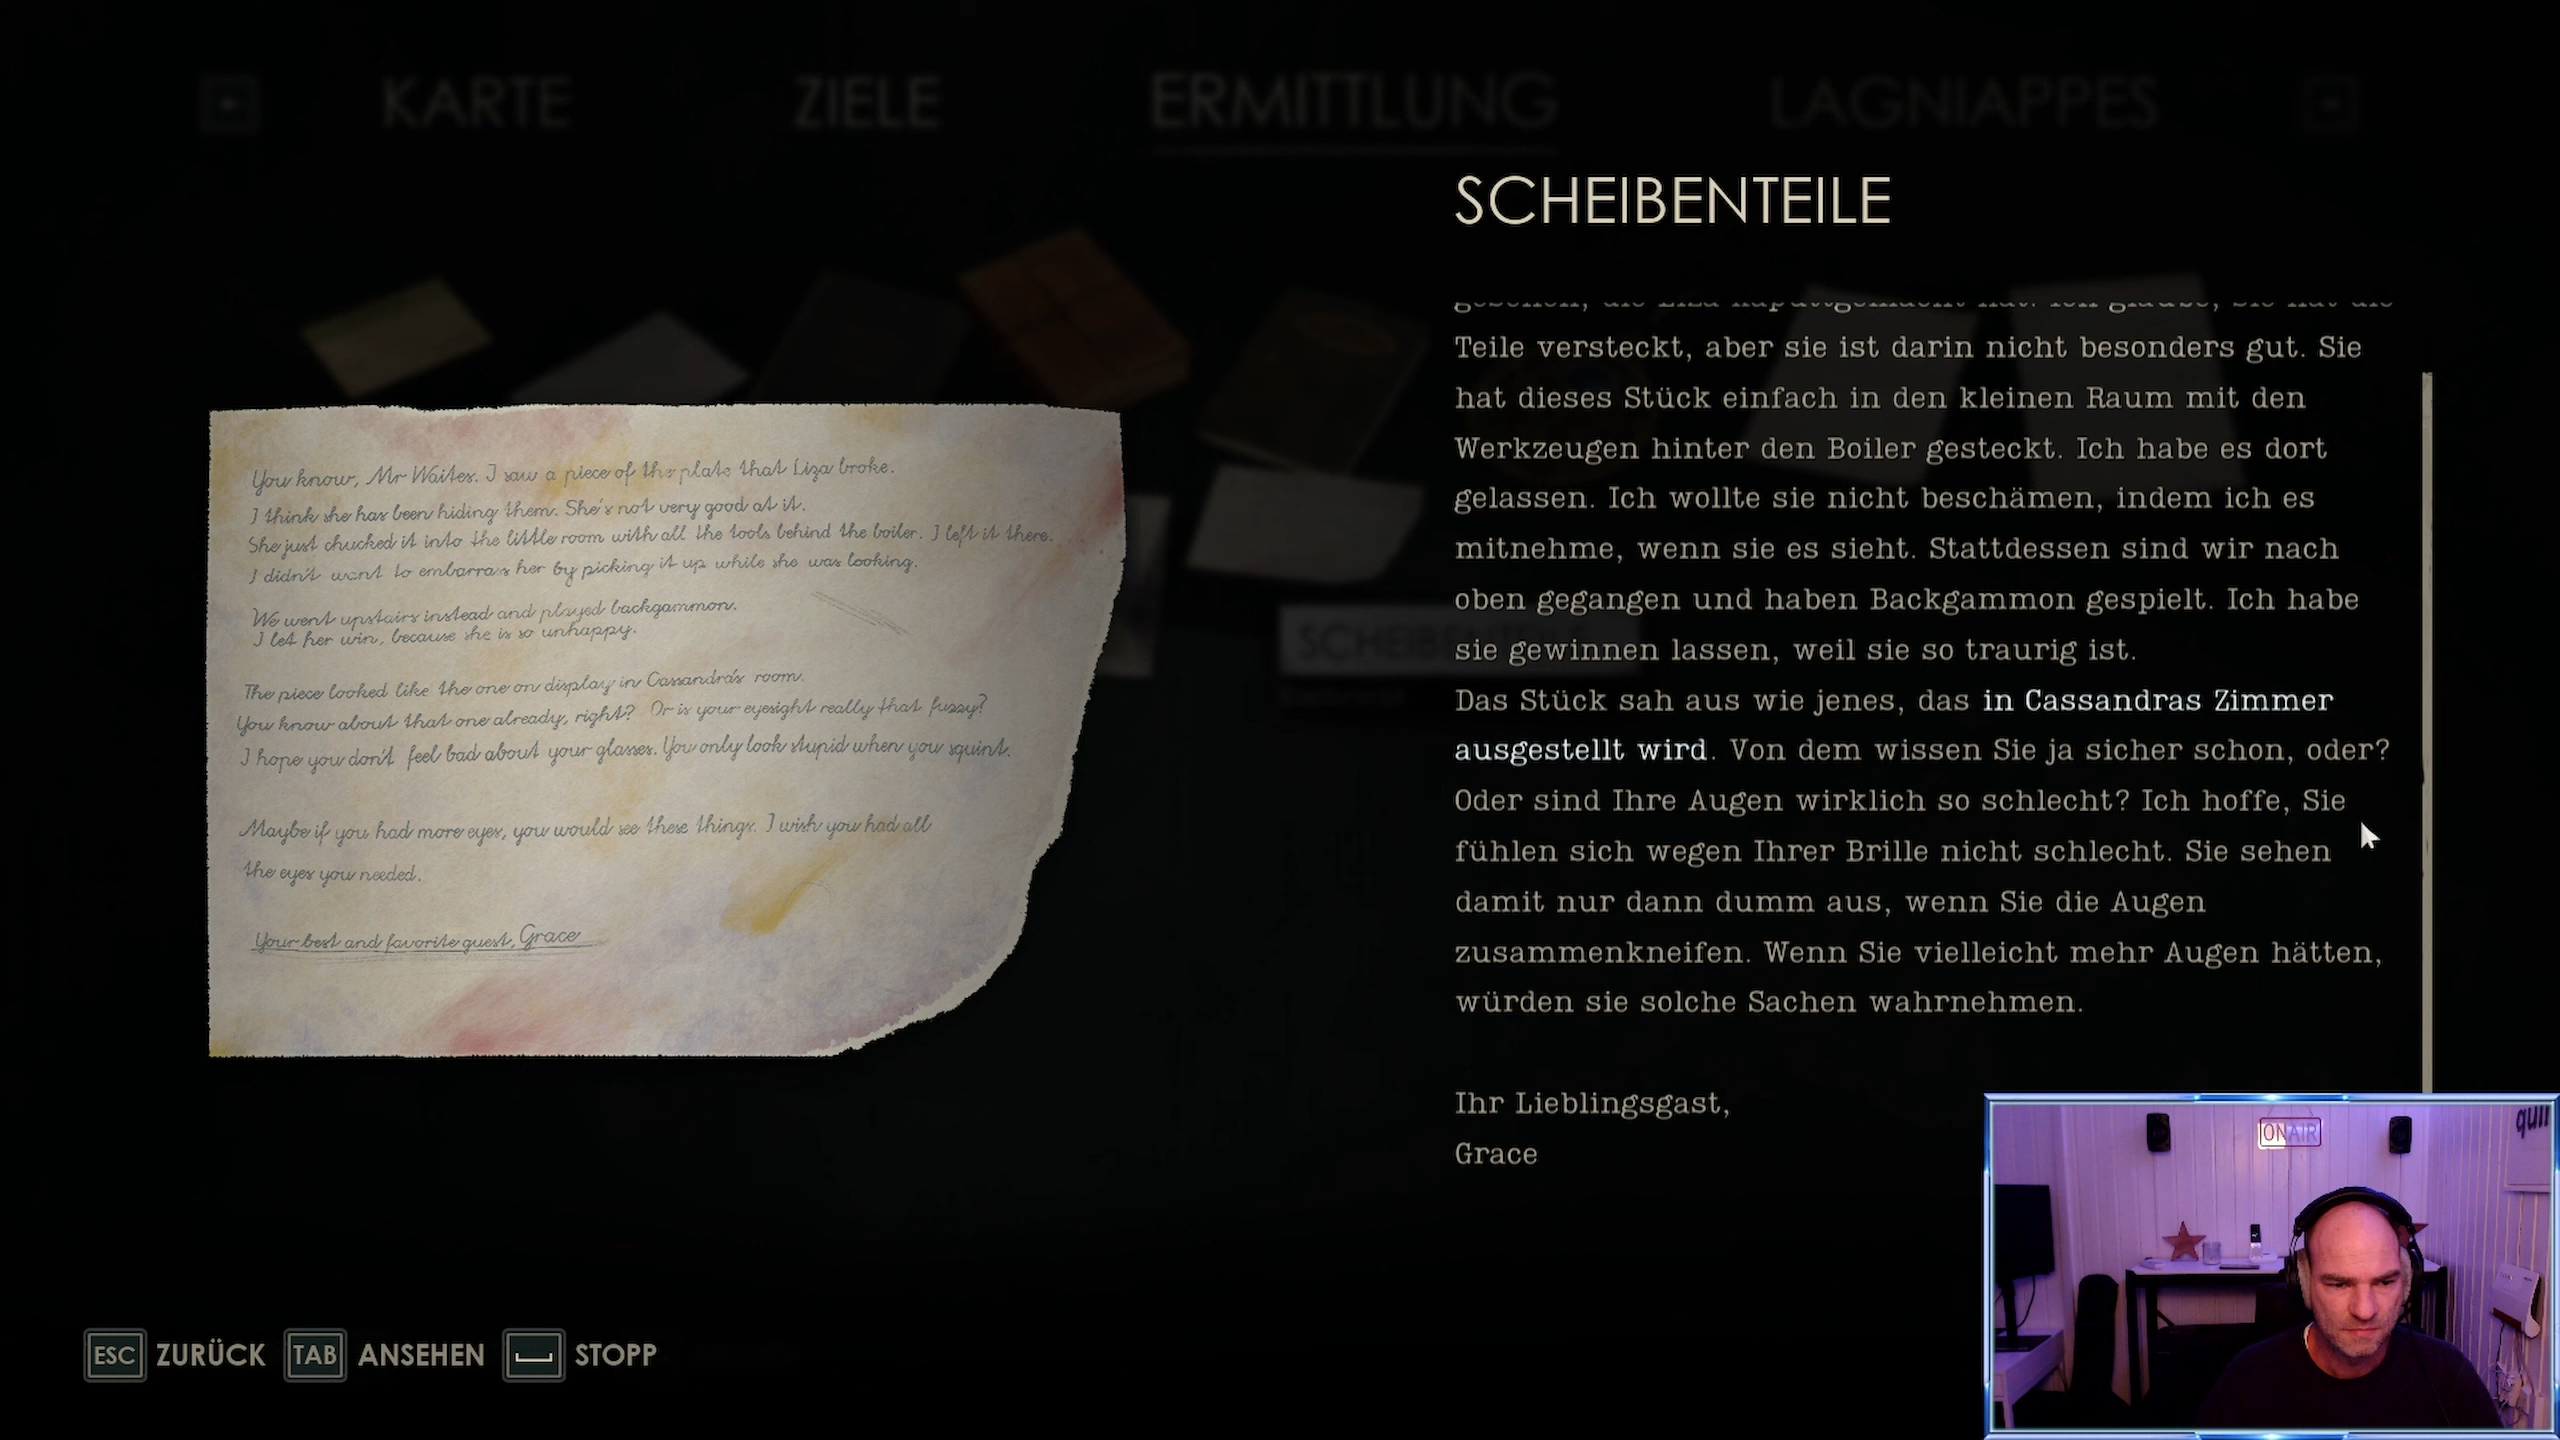 KARTE
ZIELE
ERMITTLUNG
LAGNIAPPES
SCHEIBENTEILE
You know, Mr Waites. I saw a piece of the plate that Liza broke.
I think she has been hiding them. She's not very good at it.
She just chucked it into the little room with all the tools behind the boiler. I left it there.
I didn't want to embarrass her by picking it up while she was looking.
We went upstairs instead and played backgammon.
I let her win, because she is so unhappy.
The piece looked like the one on display in Cassandra's room.
You know about that one already, right? Or is your eyesight really that fuzzy?
I hope you don't feel bad about your glasses. You only look stupid when you squint.
Maybe if you had more eyes, you would see these things. I wish you had all
the eyes you needed.
Your best and favorite guest, Grace
gesehen, die Liza kaputtgemacht hat. Ich glaube, sie hat die
Teile versteckt, aber sie ist darin nicht besonders gut. Sie
hat dieses Stück einfach in den kleinen Raum mit den
Werkzeugen hinter den Boiler gesteckt. Ich habe es dort
gelassen. Ich wollte sie nicht beschämen, indem ich es
mitnehme, wenn sie es sieht. Stattdessen sind wir nach
oben gegangen und haben Backgammon gespielt. Ich habe
sie gewinnen lassen, weil sie so traurig ist.
Das Stück sah aus wie jenes, das in Cassandras Zimmer
ausgestellt wird. Von dem wissen Sie ja sicher schon, oder?
Oder sind Ihre Augen wirklich so schlecht? Ich hoffe, Sie
fühlen sich wegen Ihrer Brille nicht schlecht. Sie sehen
damit nur dann dumm aus, wenn Sie die Augen
zusammenkneifen. Wenn Sie vielleicht mehr Augen hätten,
würden sie solche Sachen wahrnehmen.
Ihr Lieblingsgast,
Grace
ON AIR
ESC ZURÜCK TAB ANSEHEN STOPP